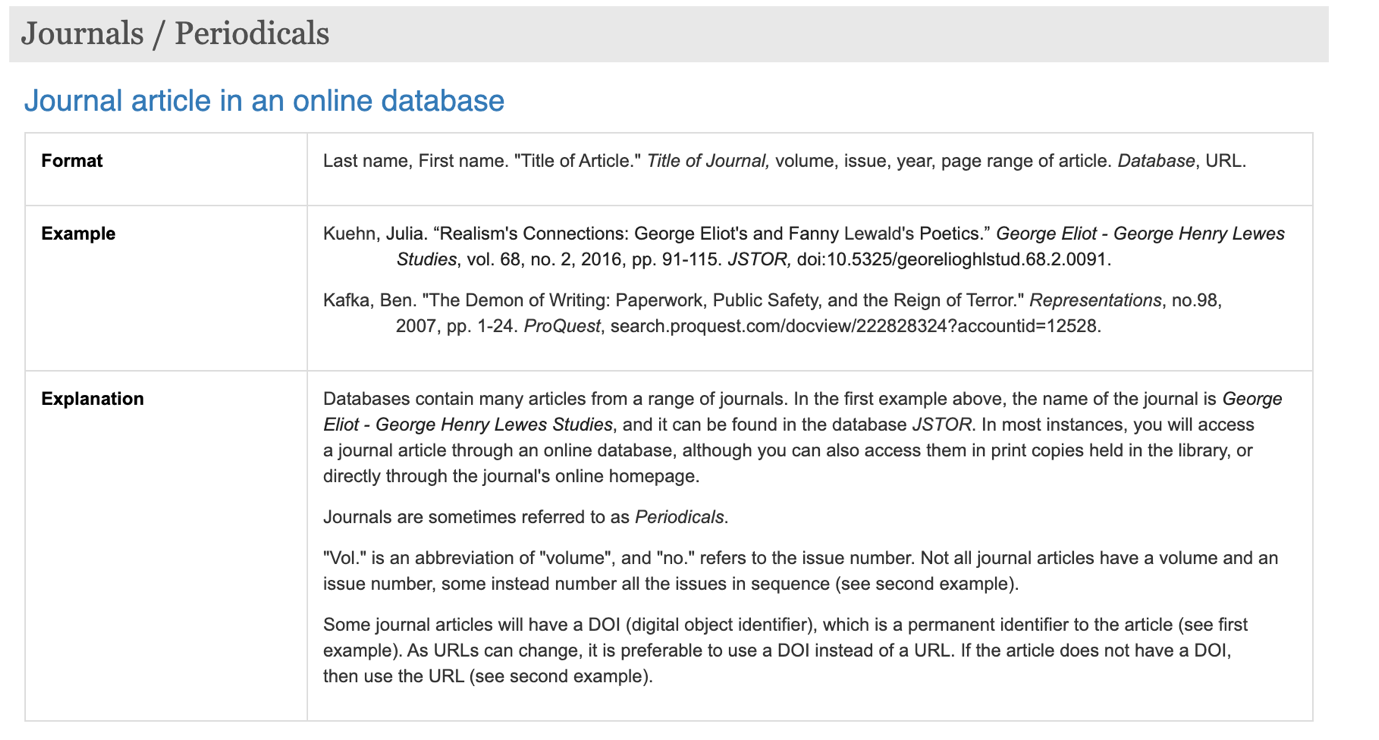 Journals / Periodicals
Journal article in an online database
Format
Last name, First name. "Title of Article." Title of Journal, volume, issue, year, page range of article. Database, URL.
Example
Kuehn, Julia. “Realism's Connections: George Eliot's and Fanny Lewald's Poetics.” George Eliot - George Henry Lewes
Studies, vol. 68, no. 2, 2016, pp. 91-115. JSTOR, doi:10.5325/georelioghlstud.68.2.0091.
Kafka, Ben. "The Demon of Writing: Paperwork, Public Safety, and the Reign of Terror." Representations, no.98,
2007, pp. 1-24. ProQuest, search.proquest.com/docview/222828324?accountid=12528.
Explanation
Databases contain many articles from a range of journals. In the first example above, the name of the journal is George
Eliot - George Henry Lewes Studies, and it can be found in the database JSTOR. In most instances, you will access
a journal article through an online database, although you can also access them in print copies held in the library, or
directly through the journal's online homepage.
Journals are sometimes referred to as Periodicals.
"Vol." is an abbreviation of "volume", and "no." refers to the issue number. Not all journal articles have a volume and an
issue number, some instead number all the issues in sequence (see second example).
Some journal articles will have a DOI (digital object identifier), which is a permanent identifier to the article (see first
example). As URLs can change, it is preferable to use a DOI instead of a URL. If the article does not have a DOI,
then use the URL (see second example).